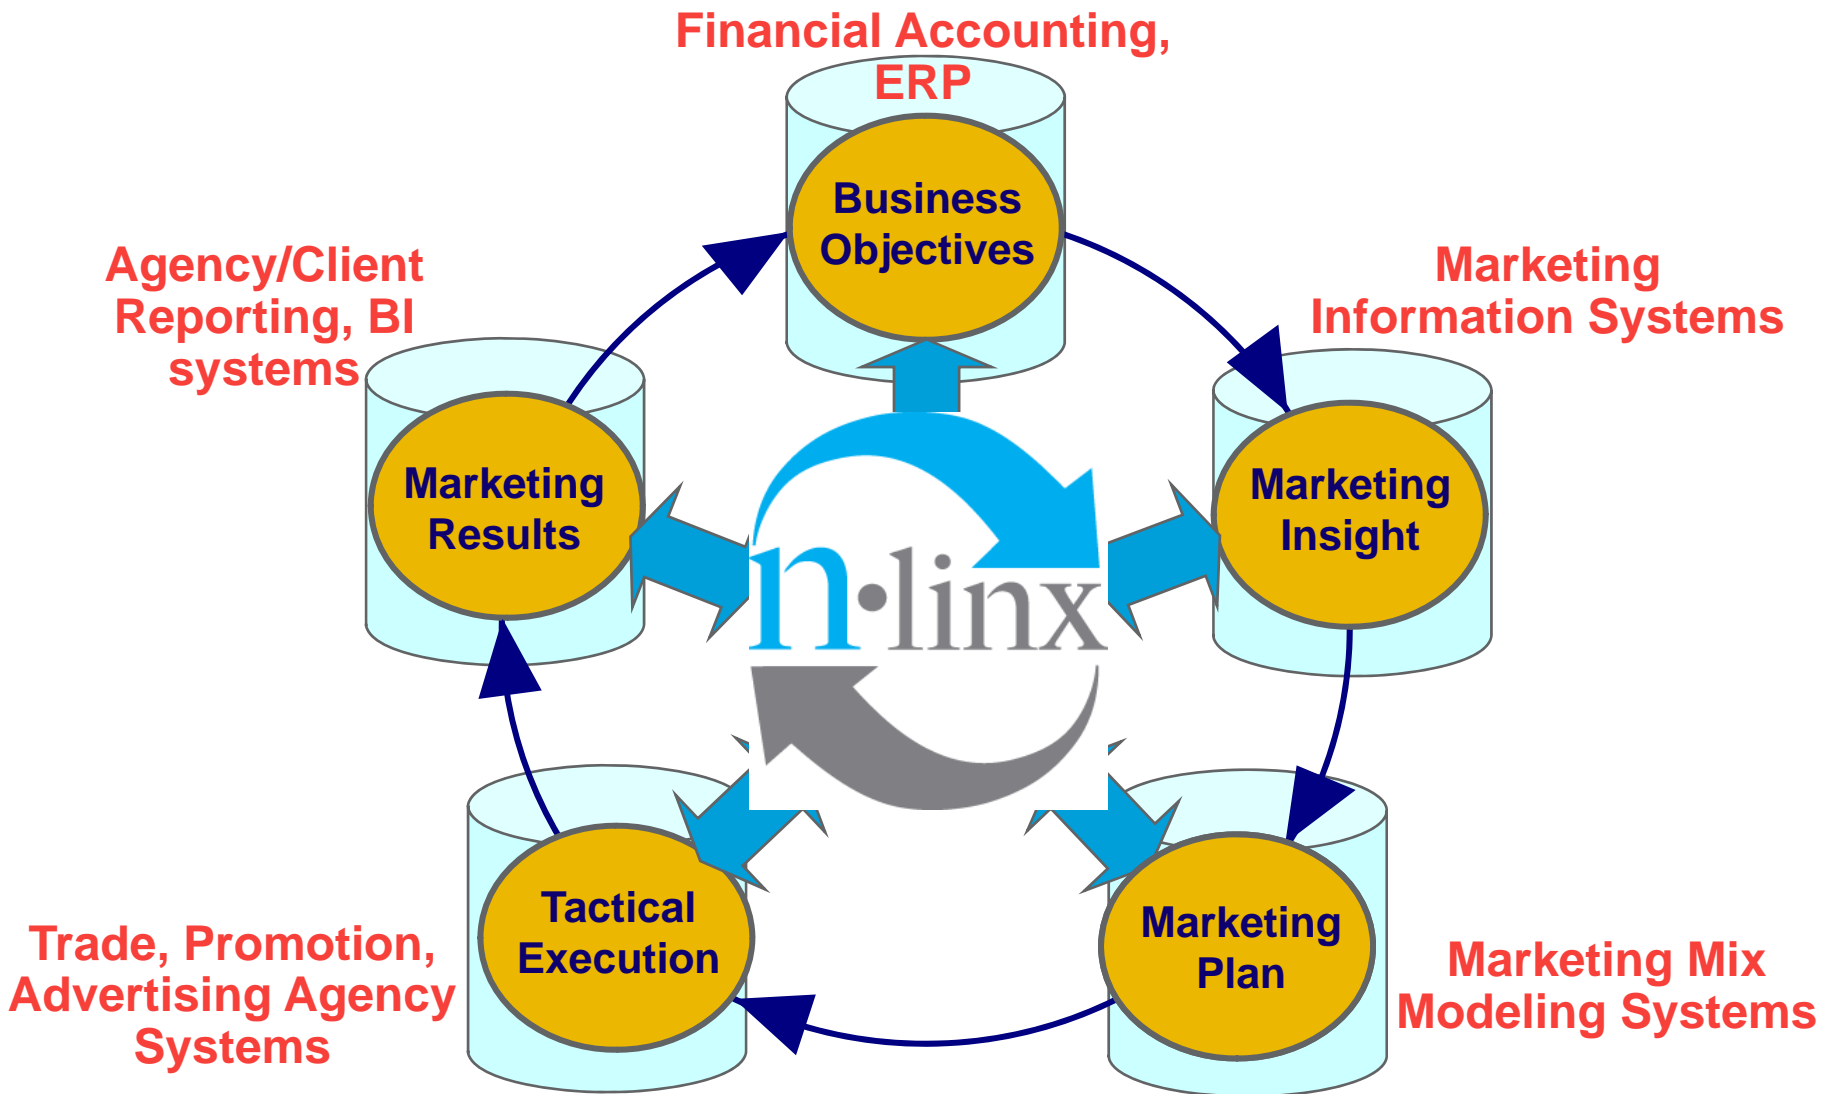 Financial Accounting,
ERP
Business
Objectives
Agency/Client
Reporting, BI
systems
Marketing
Information Systems
Marketing
Results
Marketing
Insight
n·linx
Tactical
Execution
Marketing
Plan
Trade, Promotion,
Advertising Agency
Systems
Marketing Mix
Modeling Systems